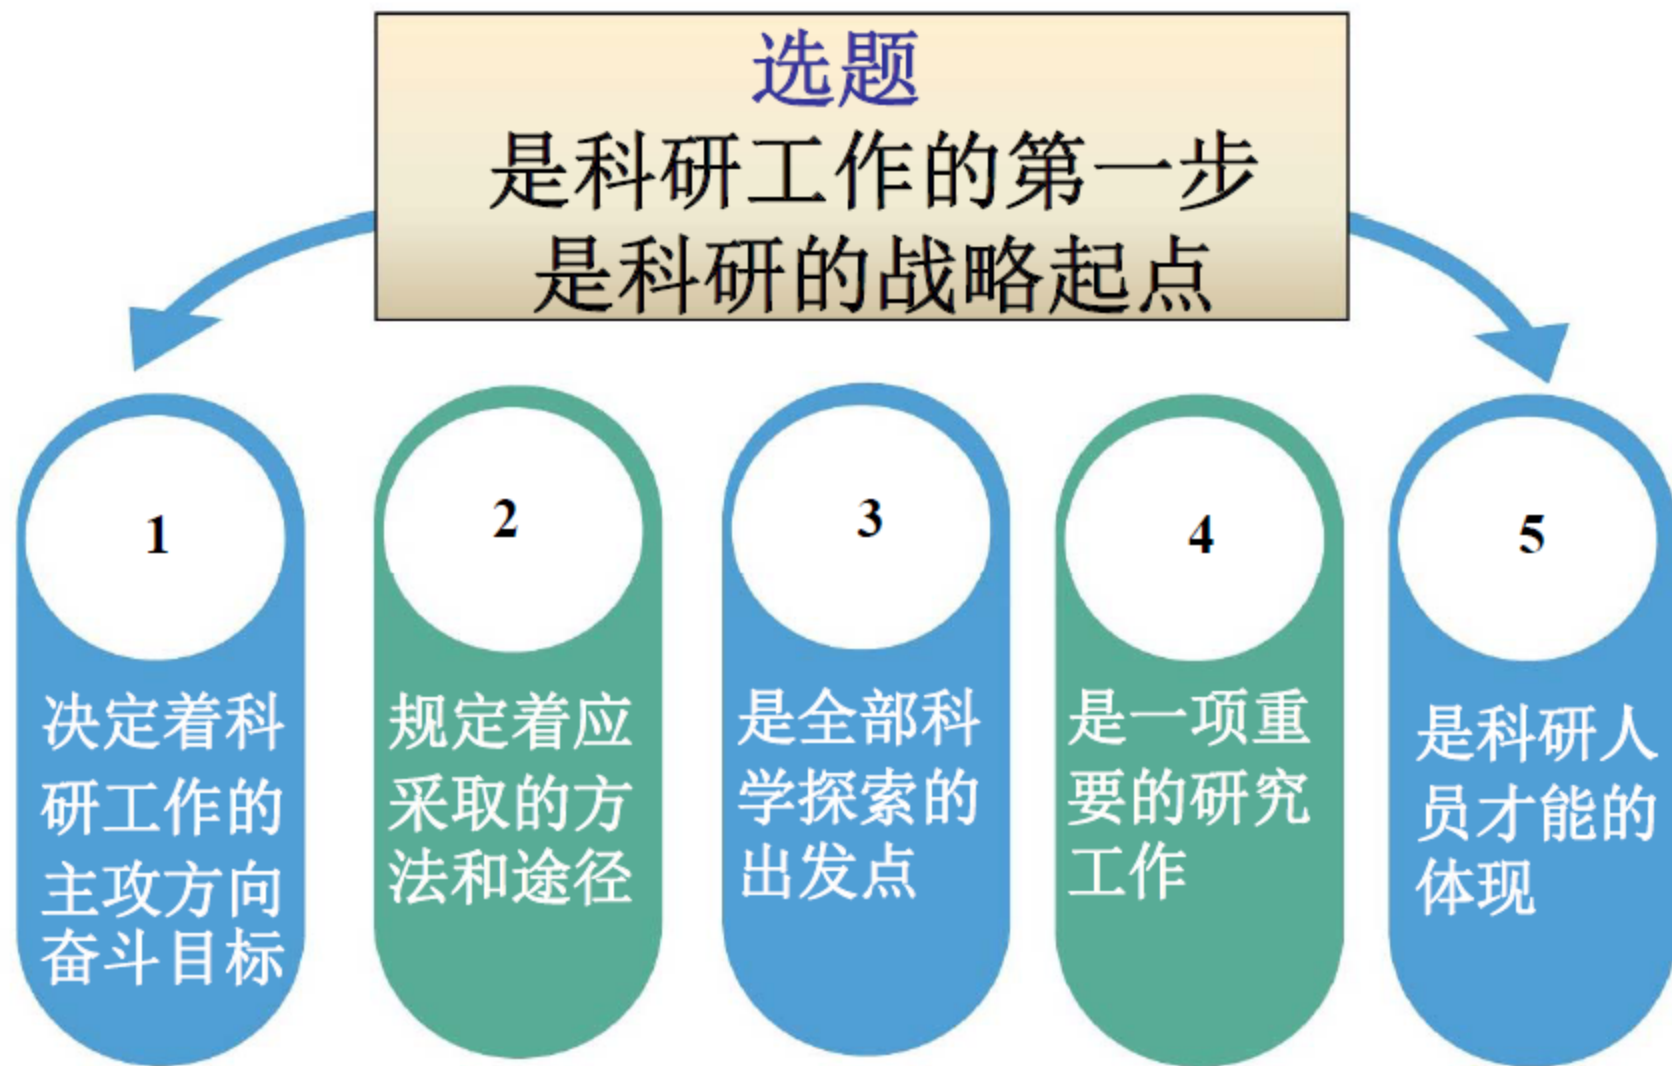 选题
是科研工作的第一步
是科研的战略起点
1
决定着科
研工作的
主攻方向
奋斗目标
2
规定着应
采取的方
法和途径
3
是全部科
学探索的
出发点
4
是一项重
要的研究
工作
5
是科研人
员才能的
体现